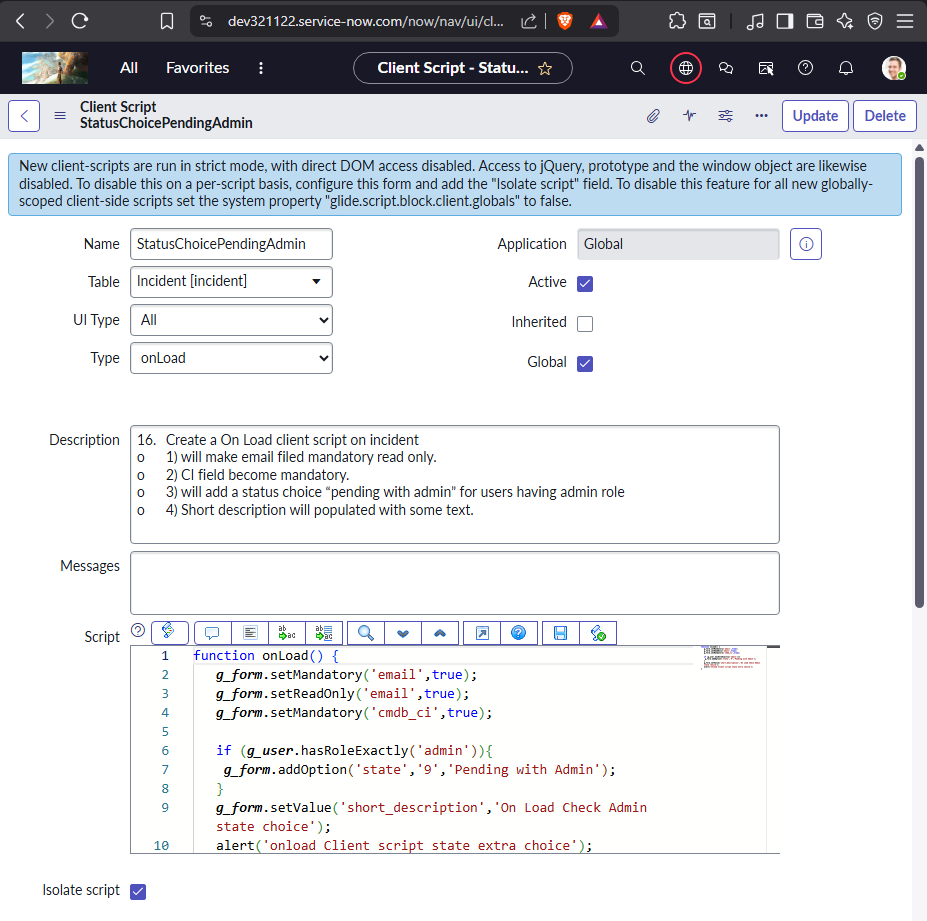 dev321122.service-now.com/now/nav/ui/cl...
All Favorites Client Script - Statu...
Client Script
StatusChoicePendingAdmin
Update Delete
New client-scripts are run in strict mode, with direct DOM access disabled. Access to jQuery, prototype and the window object are likewise
disabled. To disable this on a per-script basis, configure this form and add the "Isolate script" field. To disable this feature for all new globally-
scoped client-side scripts set the system property "glide.script.block.client.globals" to false.
Name StatusChoicePendingAdmin Application Global
Table Incident [incident] Active
UI Type All Inherited
Type onLoad Global
Description 16. Create a On Load client script on incident
o 1) will make email filed mandatory read only.
o 2) CI field become mandatory.
o 3) will add a status choice “pending with admin” for users having admin role
o 4) Short description will populated with some text.
Messages
Script
1 function onLoad() {
2 g_form.setMandatory('email',true);
3 g_form.setReadOnly('email',true);
4 g_form.setMandatory('cmdb_ci',true);
5
6 if (g_user.hasRoleExactly('admin')){
7 g_form.addOption('state','9','Pending with Admin');
8 }
9 g_form.setValue('short_description','On Load Check Admin
state choice');
10 alert('onload Client script state extra choice');
Isolate script